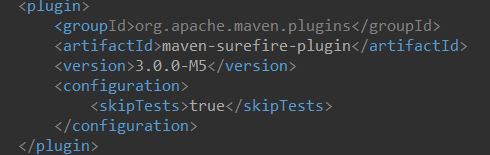 <plugin>
<groupId>org.apache.maven.plugins</groupId>
<artifactId>maven-surefire-plugin</artifactId>
<version>3.0.0-M5</version>
<configuration>
<skipTests>true</skipTests>
</configuration>
</plugin>